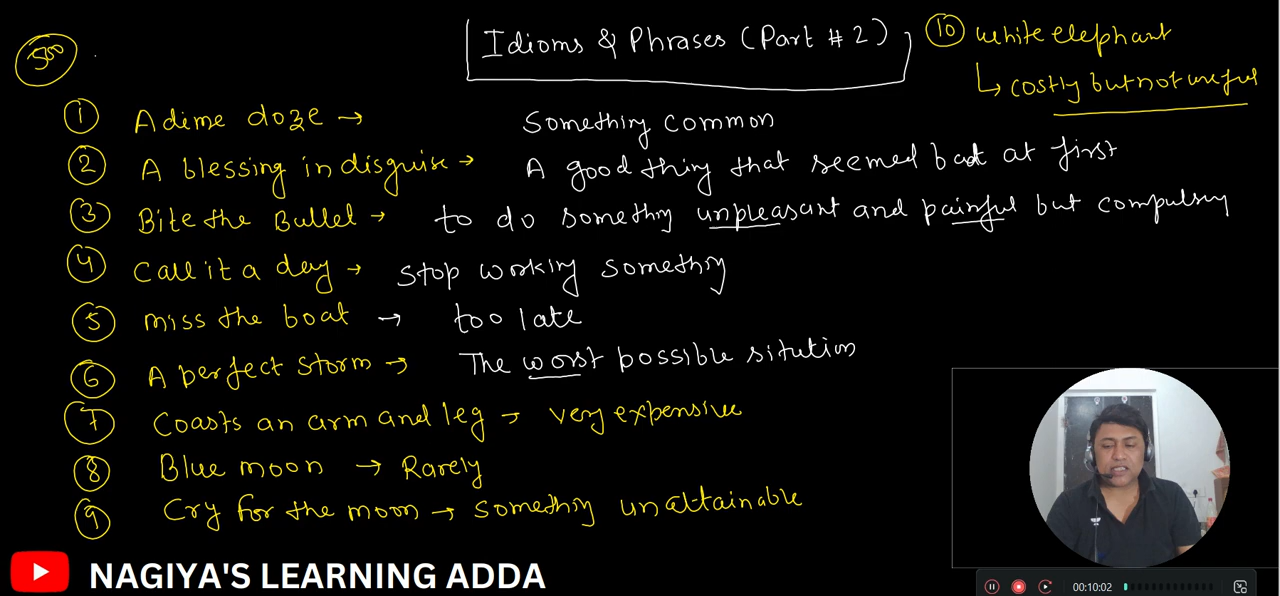 500
Idioms & Phrases (Part # 2)
① A dime doze → Something common
② A blessing in disguise → A good thing that seemed bad at first
③ Bite the Bullet → to do something unpleasant and painful but compulsry
④ Call it a day → Stop working something
⑤ miss the boat → too late
⑥ A perfect storm → The worst possible sitution
⑦ Coasts an arm and leg → very expensive
⑧ Blue moon → Rarely
⑨ Cry for the moon → something unattainable
⑩ white elephant
↳ costly but not useful
NAGIYA'S LEARNING ADDA
00:10:02